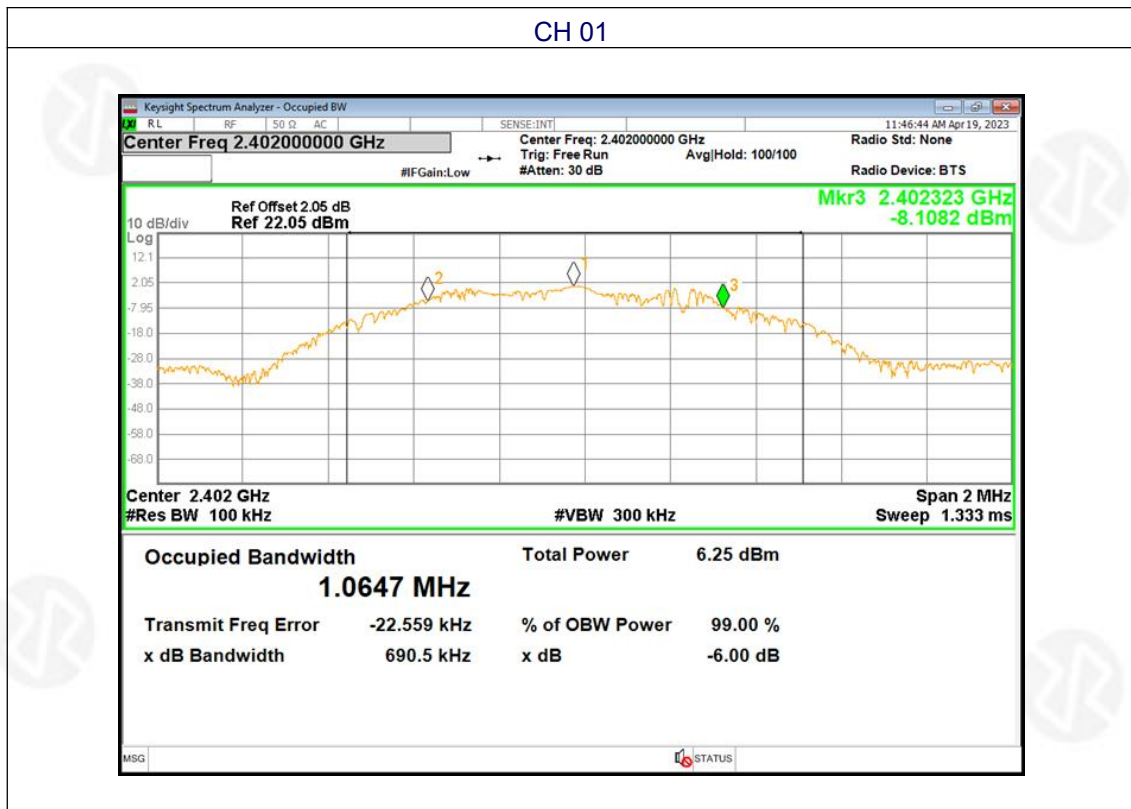 CH 01
Keysight Spectrum Analyzer - Occupied BW
LXI RL RF 50 Ω AC SENSE:INT 11:46:44 AM Apr 19, 2023
Center Freq 2.402000000 GHz Center Freq: 2.402000000 GHz Radio Std: None
Trig: Free Run Avg|Hold: 100/100
#IFGain:Low #Atten: 30 dB Radio Device: BTS
Mkr3 2.402323 GHz
-8.1082 dBm
Ref Offset 2.05 dB
10 dB/div Ref 22.05 dBm
Log
12.1
2.05
-7.95
-18.0
-28.0
-38.0
-48.0
-58.0
-68.0
2
1
3
Center 2.402 GHz Span 2 MHz
#Res BW 100 kHz #VBW 300 kHz Sweep 1.333 ms
Occupied Bandwidth Total Power 6.25 dBm
1.0647 MHz
Transmit Freq Error -22.559 kHz % of OBW Power 99.00 %
x dB Bandwidth 690.5 kHz x dB -6.00 dB
MSG STATUS